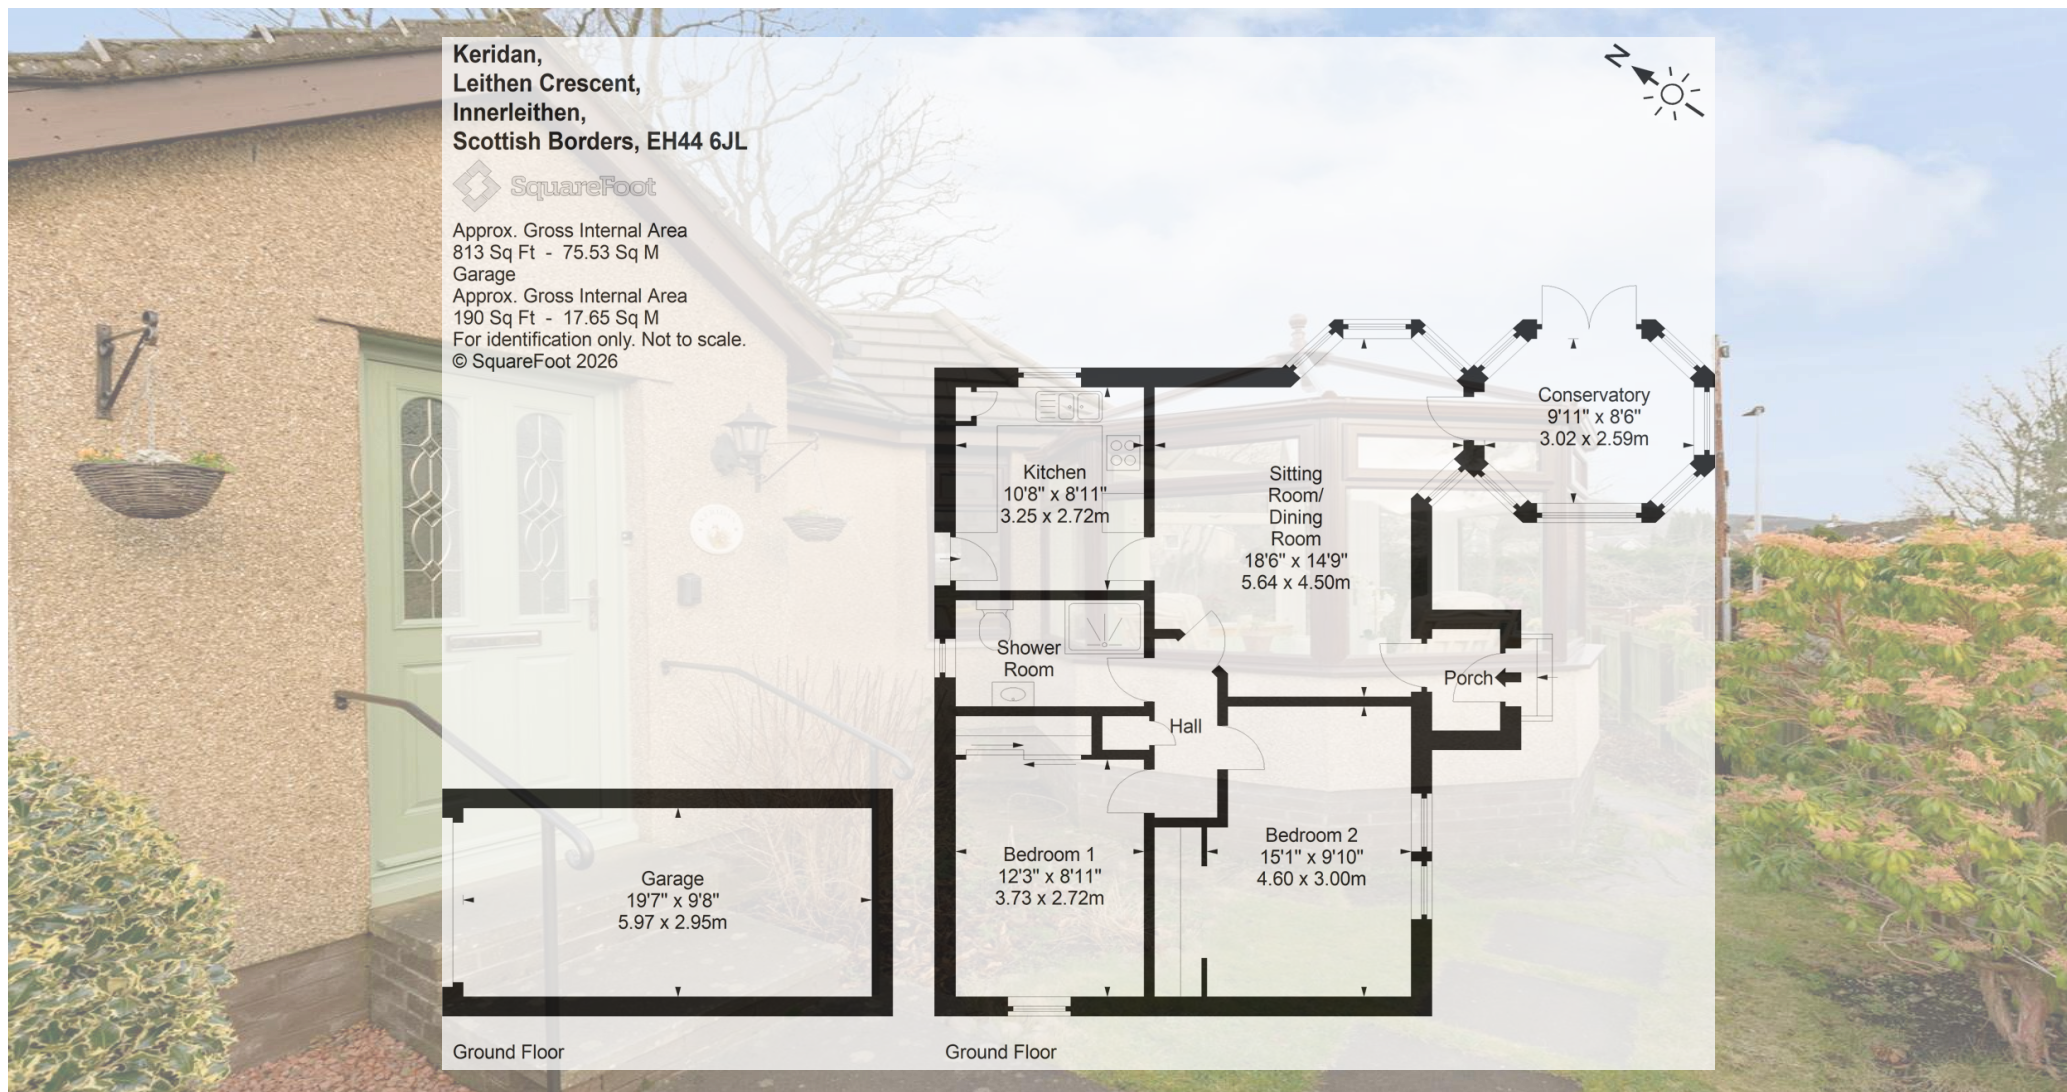 Keridan,
Leithen Crescent,
Innerleithen,
Scottish Borders, EH44 6JL
SquareFoot
Approx. Gross Internal Area
813 Sq Ft - 75.53 Sq M
Garage
Approx. Gross Internal Area
190 Sq Ft - 17.65 Sq M
For identification only. Not to scale.
© SquareFoot 2026
N
Conservatory
9'11" x 8'6"
3.02 x 2.59m
Kitchen
10'8" x 8'11"
3.25 x 2.72m
Sitting
Room/
Dining
Room
18'6" x 14'9"
5.64 x 4.50m
Shower
Room
Porch
Hall
Bedroom 2
15'1" x 9'10"
4.60 x 3.00m
Bedroom 1
12'3" x 8'11"
3.73 x 2.72m
Garage
19'7" x 9'8"
5.97 x 2.95m
Ground Floor
Ground Floor